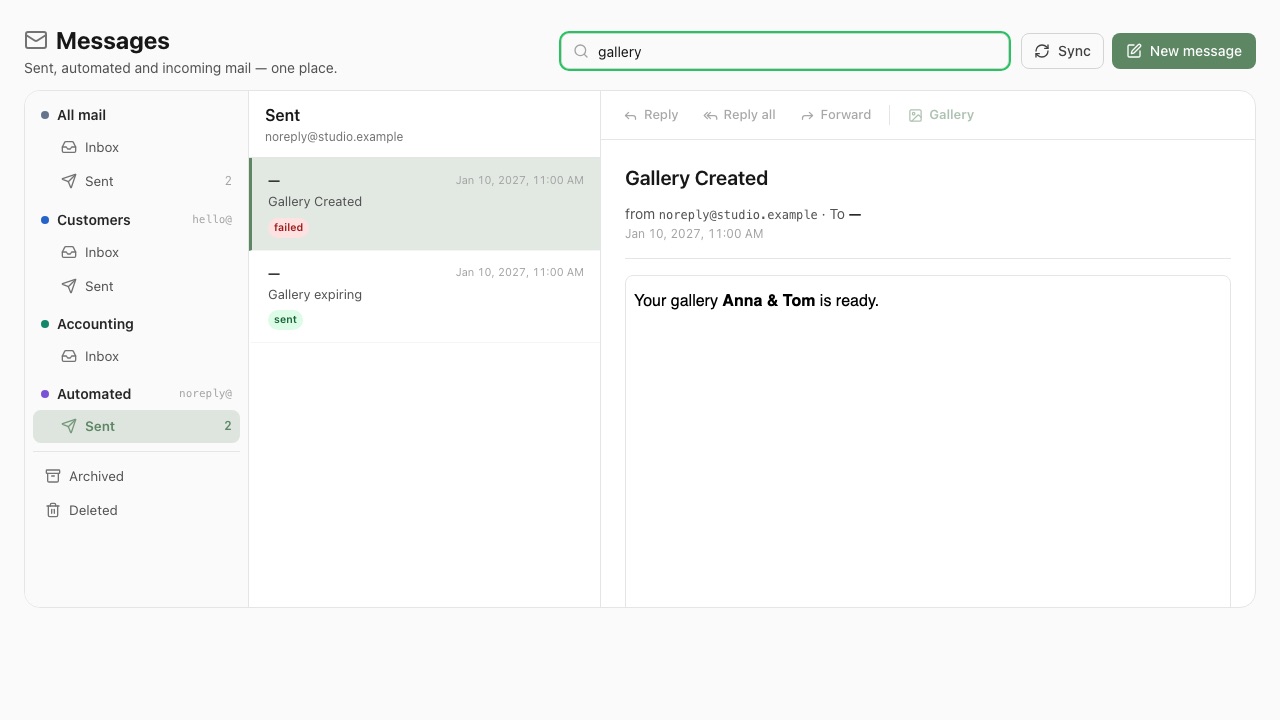 Messages
Sent, automated and incoming mail — one place.
gallery
Sync
New message
All mail
Inbox
Sent 2
Customers hello@
Inbox
Sent
Accounting
Inbox
Automated noreply@
Sent 2
Archived
Deleted
Sent
noreply@studio.example
— Jan 10, 2027, 11:00 AM
Gallery Created
failed
— Jan 10, 2027, 11:00 AM
Gallery expiring
sent
Reply Reply all Forward Gallery
Gallery Created
from noreply@studio.example · To —
Jan 10, 2027, 11:00 AM
Your gallery Anna & Tom is ready.